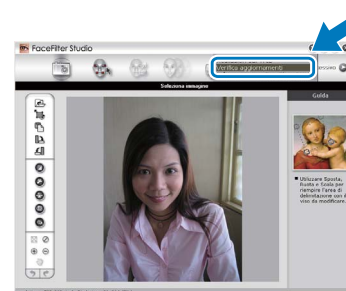 FaceFilter Studio
Verifica aggiornamenti
Seleziona immagine
Guida
Utilizzare Sposta,
Ruota e Scala per
riempire l'area di
delimitazione con il
viso da modificare.